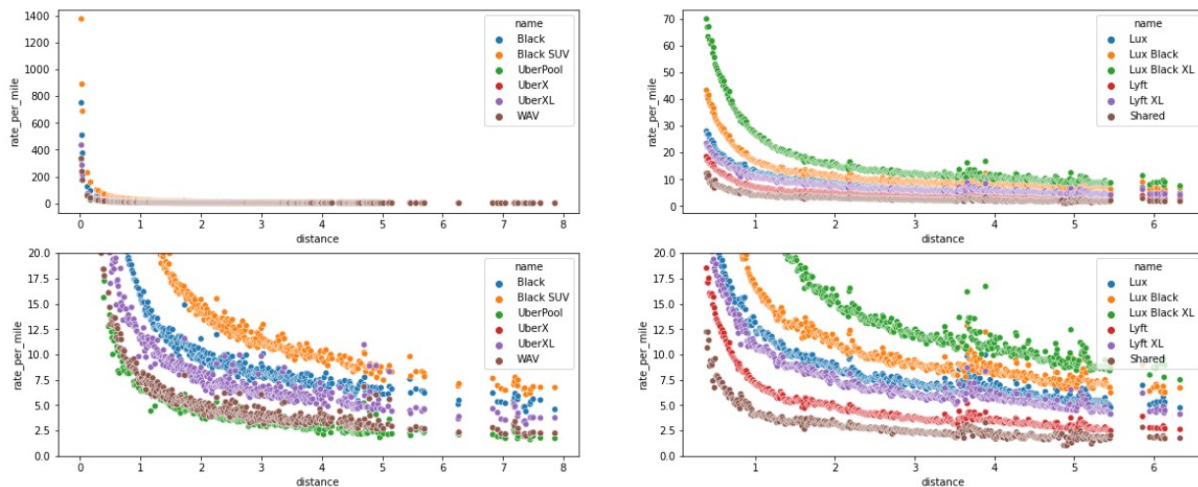 1400
1200
1000
800
600
400
200
0
rate_per_mile
name
Black
Black SUV
UberPool
UberX
UberXL
WAV
0 1 2 3 4 5 6 7 8
distance
70
60
50
40
30
20
10
0
rate_per_mile
name
Lux
Lux Black
Lux Black XL
Lyft
Lyft XL
Shared
1 2 3 4 5 6
distance
20.0
17.5
15.0
12.5
10.0
7.5
5.0
2.5
0.0
rate_per_mile
name
Black
Black SUV
UberPool
UberX
UberXL
WAV
0 1 2 3 4 5 6 7 8
distance
20.0
17.5
15.0
12.5
10.0
7.5
5.0
2.5
0.0
rate_per_mile
name
Lux
Lux Black
Lux Black XL
Lyft
Lyft XL
Shared
1 2 3 4 5 6
distance